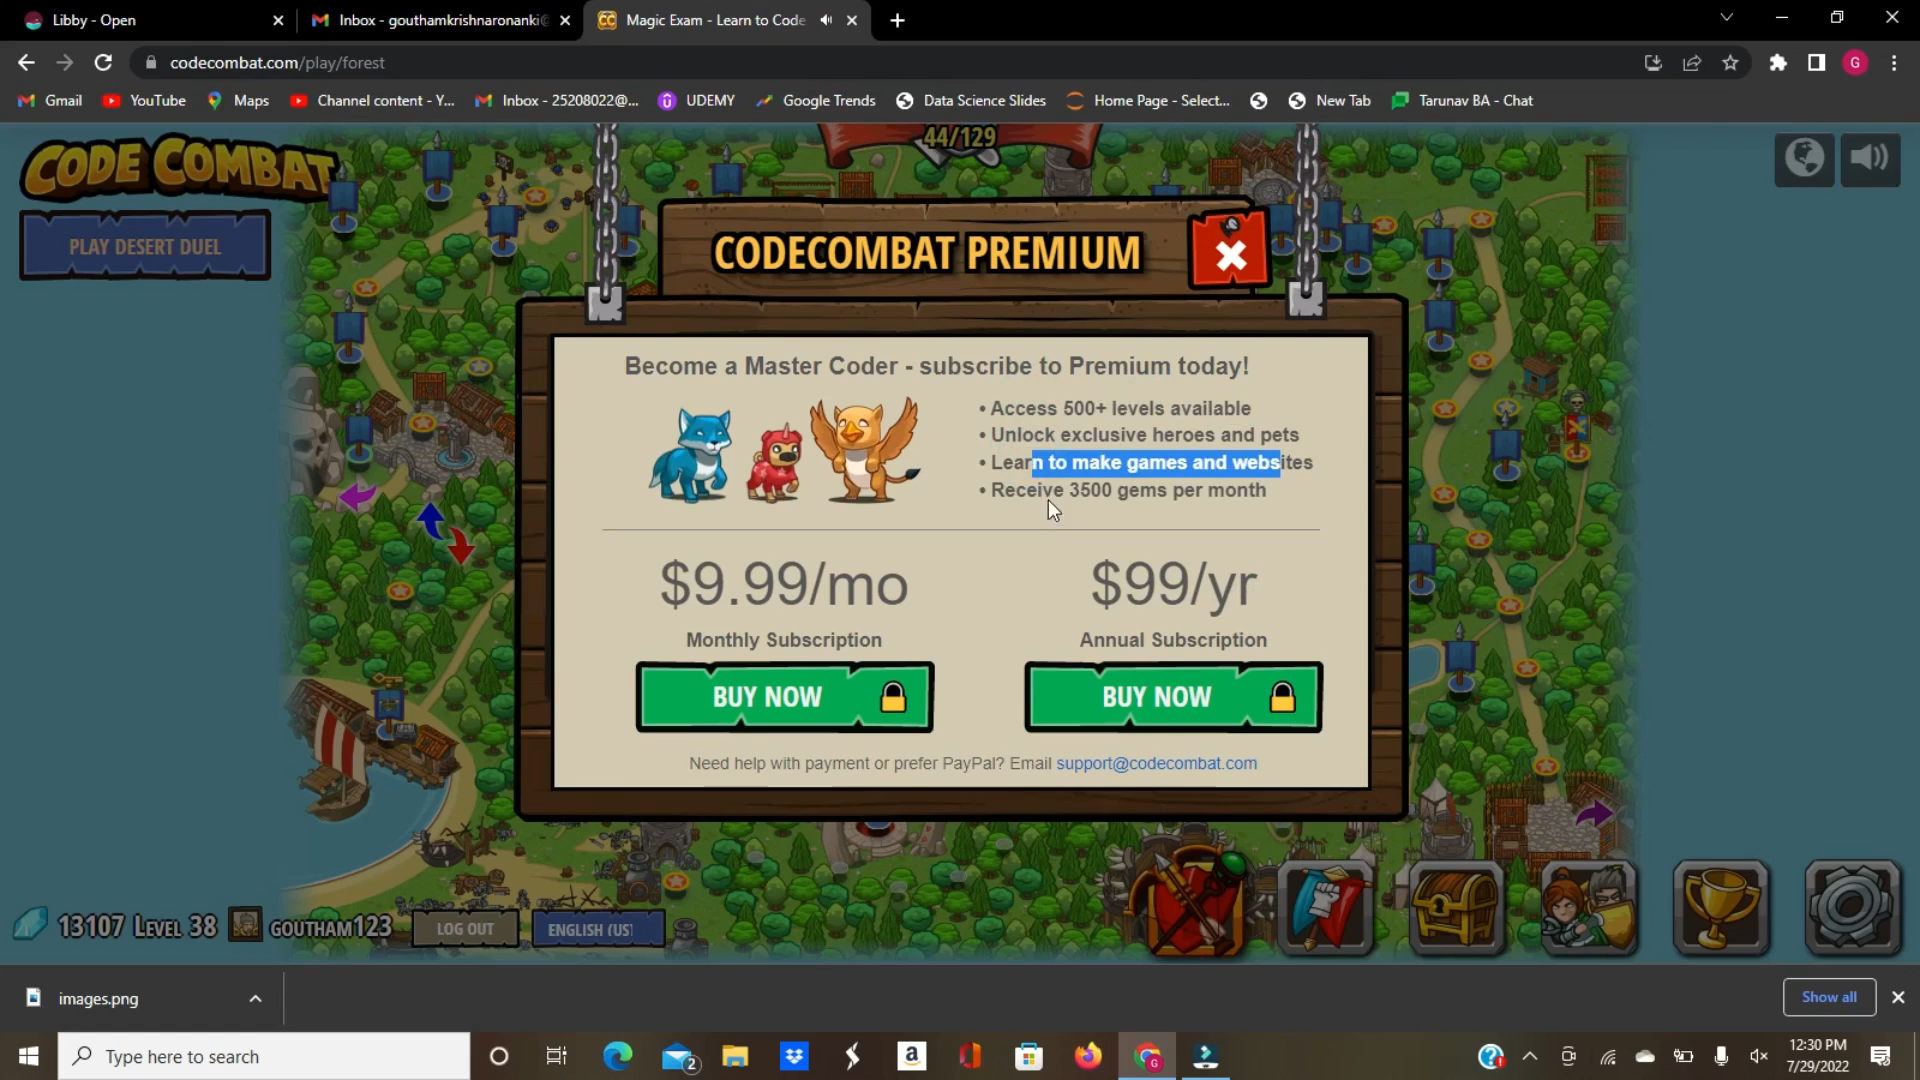 Libby - Open
Inbox - gouthamkrishnaronanki@
Magic Exam - Learn to Code
codecombat.com/play/forest
G
Gmail
YouTube
Maps
Channel content - Y...
Inbox - 25208022@...
UDEMY
Google Trends
Data Science Slides
Home Page - Select...
New Tab
Tarunav BA - Chat
CODE COMBAT
44/129
PLAY DESERT DUEL
CODECOMBAT PREMIUM
Become a Master Coder - subscribe to Premium today!
• Access 500+ levels available
• Unlock exclusive heroes and pets
• Learn to make games and websites
• Receive 3500 gems per month
$9.99/mo
$99/yr
Monthly Subscription
Annual Subscription
BUY NOW
BUY NOW
Need help with payment or prefer PayPal? Email support@codecombat.com
13107 LEVEL 38
GOUTHAM123
LOG OUT
ENGLISH (US)
images.png
Show all
Type here to search
2
12:30 PM
7/29/2022